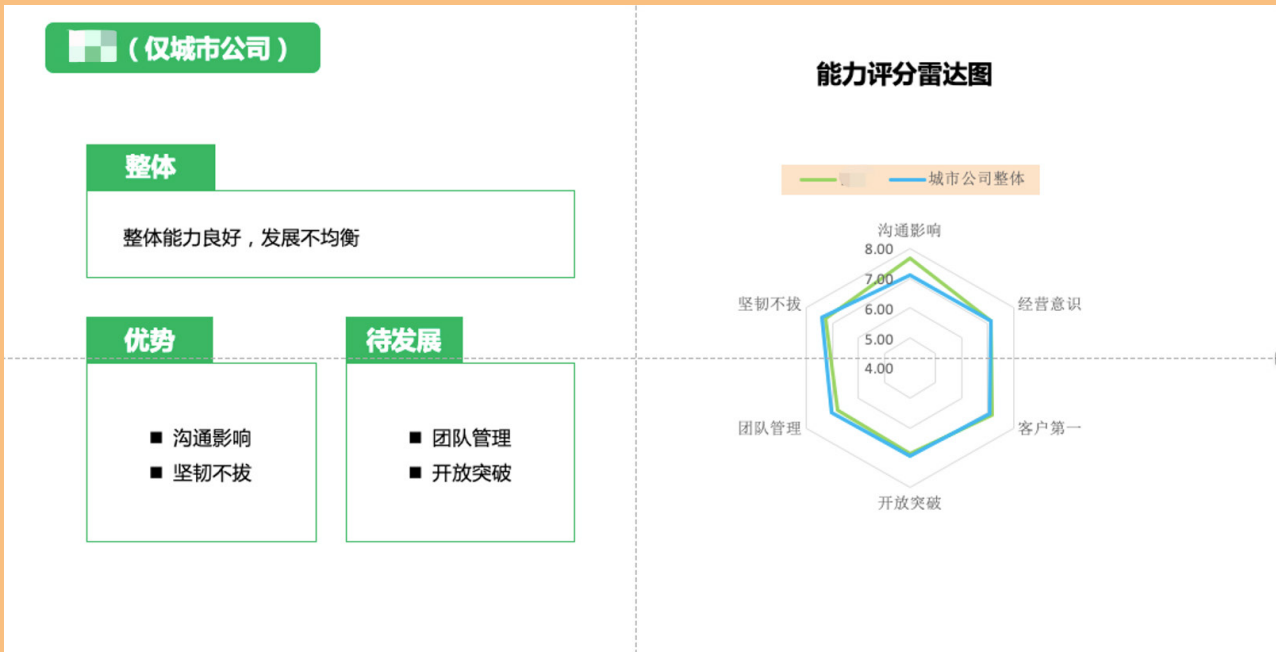 （仅城市公司）
整体
整体能力良好，发展不均衡
优势
■ 沟通影响
■ 坚韧不拔
待发展
■ 团队管理
■ 开放突破
能力评分雷达图
城市公司整体
沟通影响
8.00
7.00
6.00
5.00
4.00
坚韧不拔
经营意识
团队管理
客户第一
开放突破